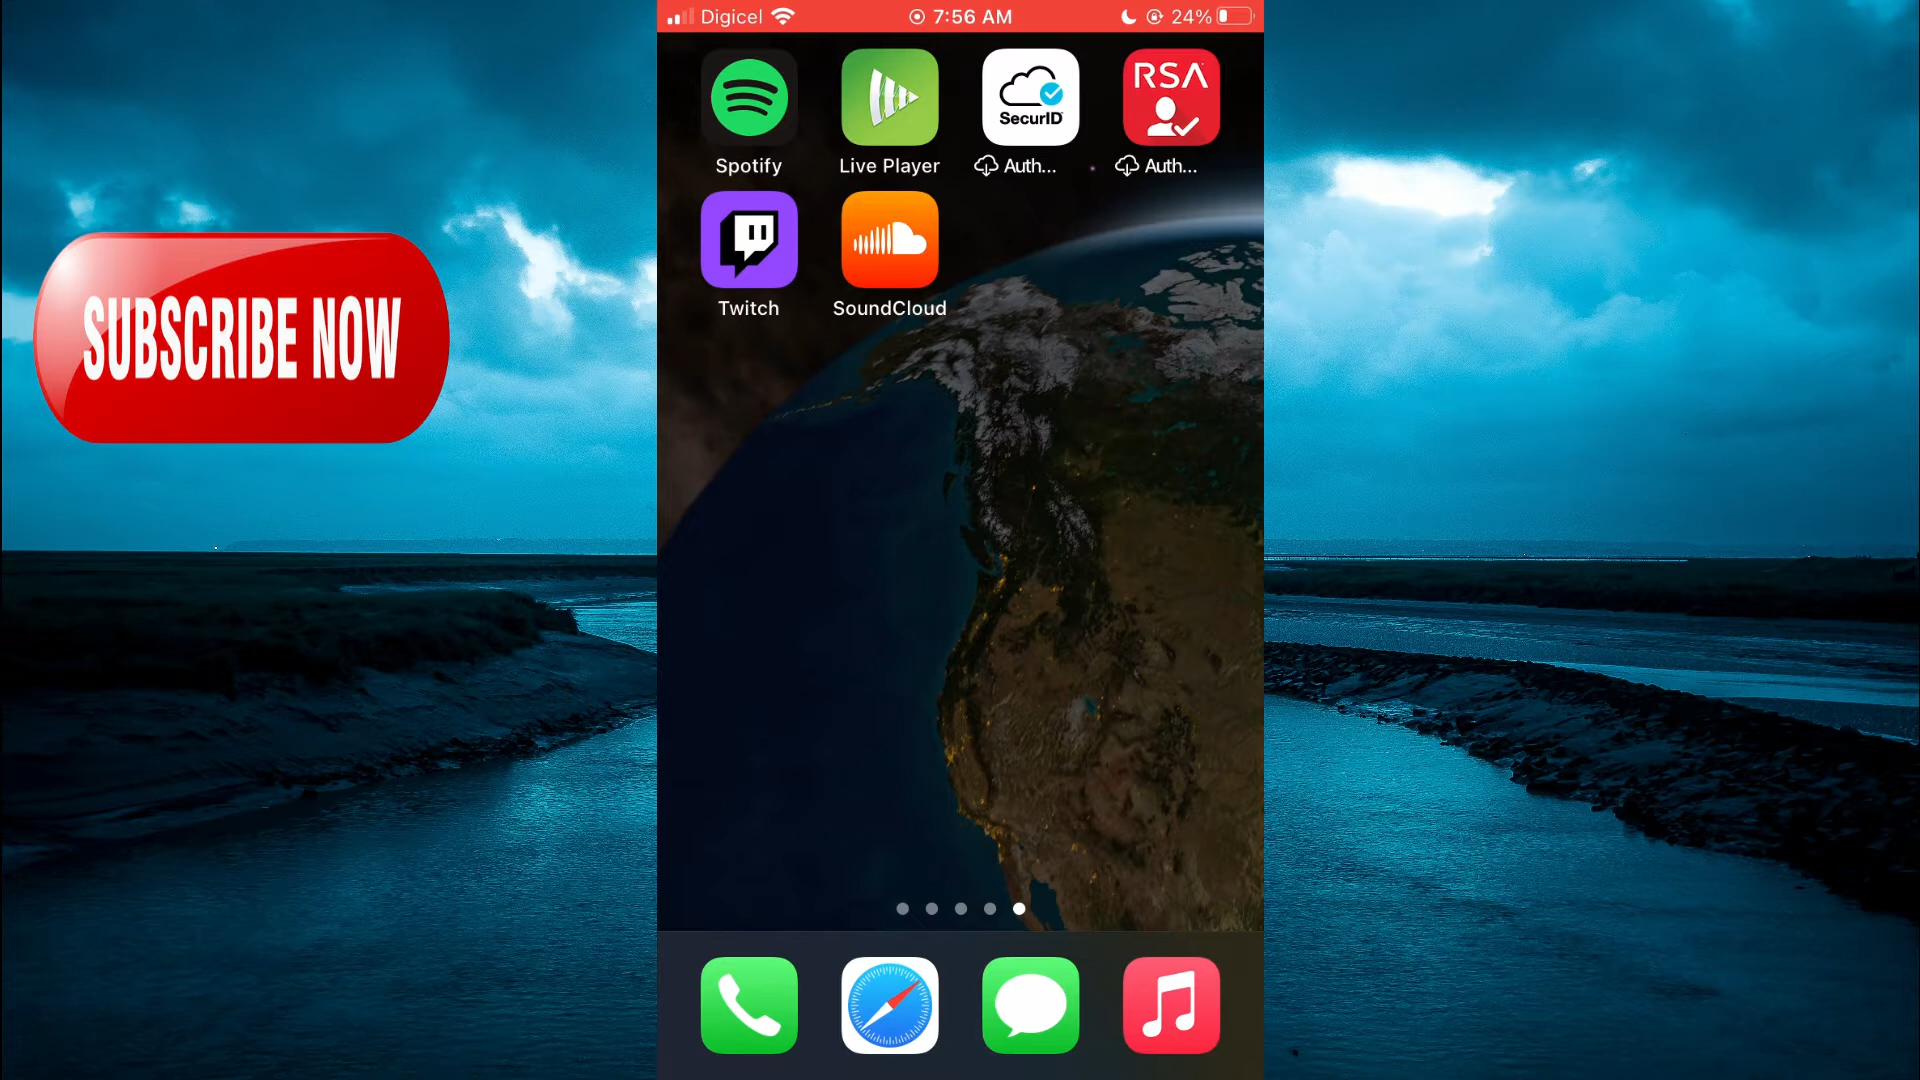 Digicel 7:56 AM 24%
SecurID
RSA
Spotify Live Player Auth... Auth...
Twitch SoundCloud
SUBSCRIBE NOW